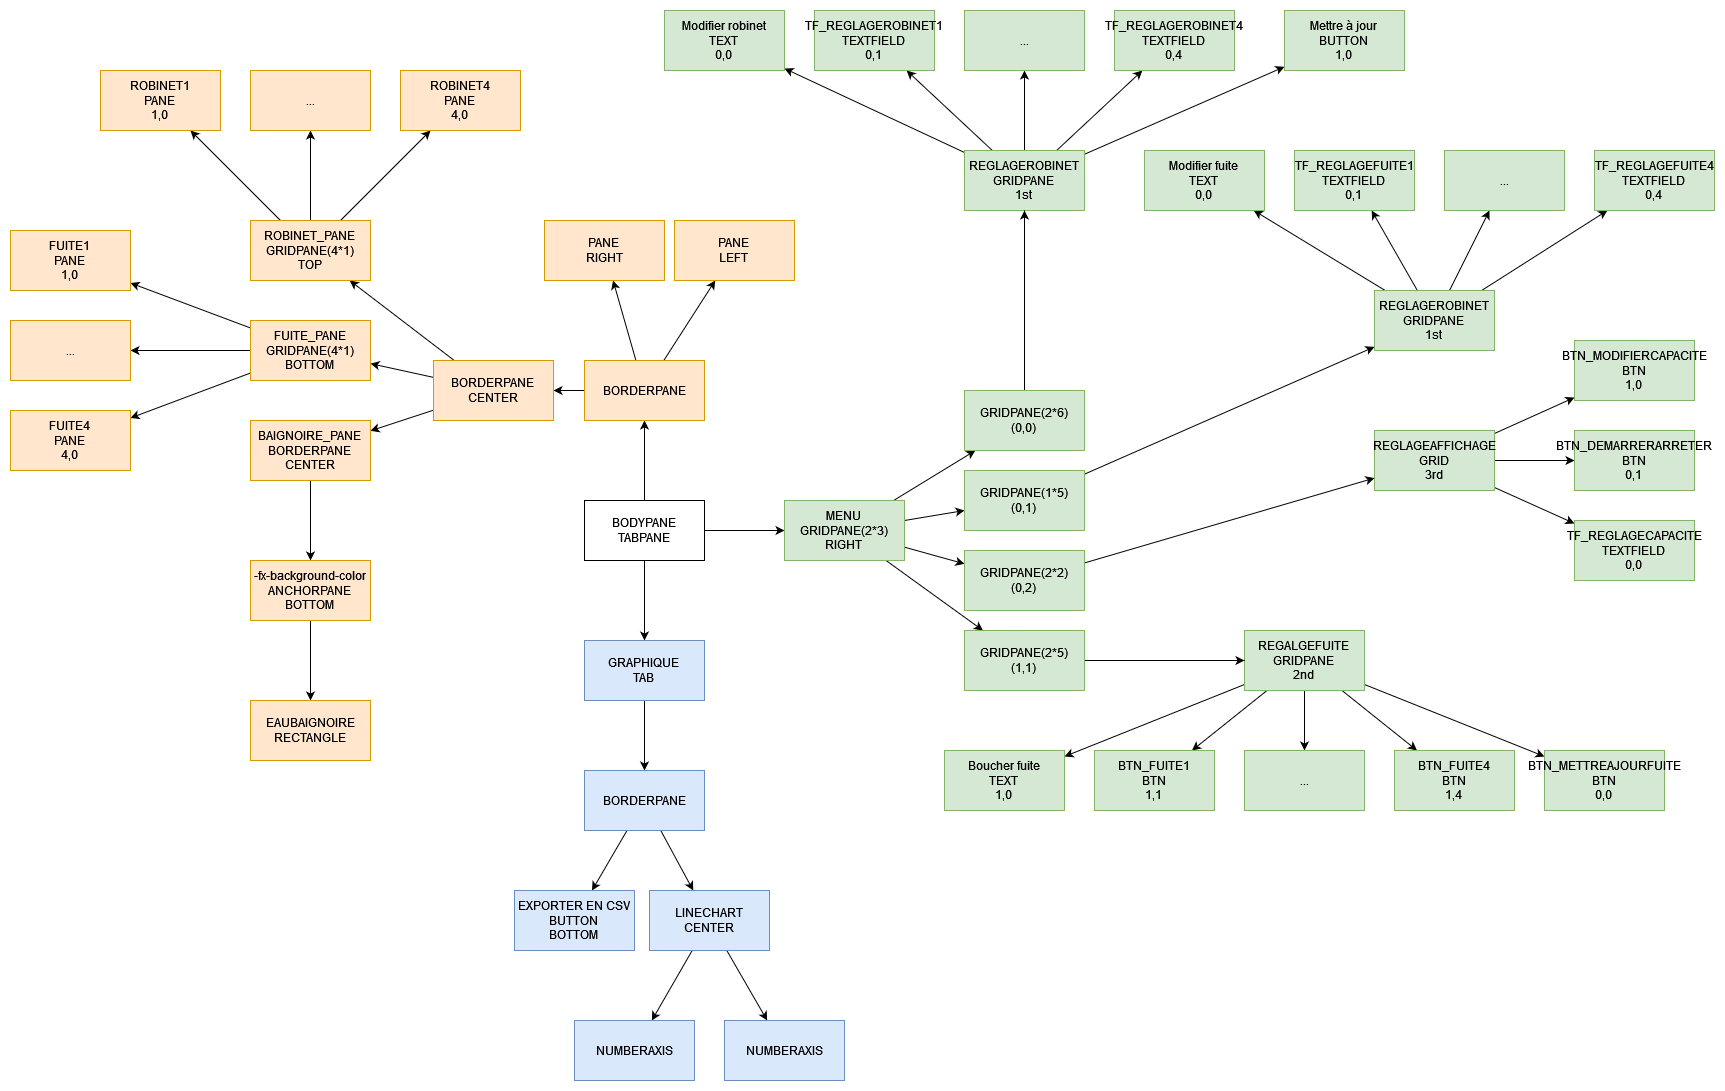 Modifier robinet
TEXT
0,0
TF_REGLAGEROBINET1
TEXTFIELD
0,1
...
TF_REGLAGEROBINET4
TEXTFIELD
0,4
Mettre à jour
BUTTON
1,0
ROBINET1
PANE
1,0
...
ROBINET4
PANE
4,0
REGLAGEROBINET
GRIDPANE
1st
Modifier fuite
TEXT
0,0
TF_REGLAGEFUITE1
TEXTFIELD
0,1
...
TF_REGLAGEFUITE4
TEXTFIELD
0,4
FUITE1
PANE
1,0
ROBINET_PANE
GRIDPANE(4*1)
TOP
PANE
RIGHT
PANE
LEFT
...
FUITE_PANE
GRIDPANE(4*1)
BOTTOM
REGLAGEROBINET
GRIDPANE
1st
BORDERPANE
CENTER
BORDERPANE
BTN_MODIFIERCAPACITE
BTN
1,0
FUITE4
PANE
4,0
BAIGNOIRE_PANE
BORDERPANE
CENTER
GRIDPANE(2*6)
(0,0)
REGLAGEAFFICHAGE
GRID
3rd
BTN_DEMARRERARRETER
BTN
0,1
BODYPANE
TABPANE
MENU
GRIDPANE(2*3)
RIGHT
GRIDPANE(1*5)
(0,1)
TF_REGLAGECAPACITE
TEXTFIELD
0,0
-fx-background-color
ANCHORPANE
BOTTOM
GRIDPANE(2*2)
(0,2)
GRAPHIQUE
TAB
GRIDPANE(2*5)
(1,1)
REGALGEFUITE
GRIDPANE
2nd
EAUBAIGNOIRE
RECTANGLE
Boucher fuite
TEXT
1,0
BTN_FUITE1
BTN
1,1
...
BTN_FUITE4
BTN
1,4
BTN_METTREAJOURFUITE
BTN
0,0
BORDERPANE
EXPORTER EN CSV
BUTTON
BOTTOM
LINECHART
CENTER
NUMBERAXIS
NUMBERAXIS